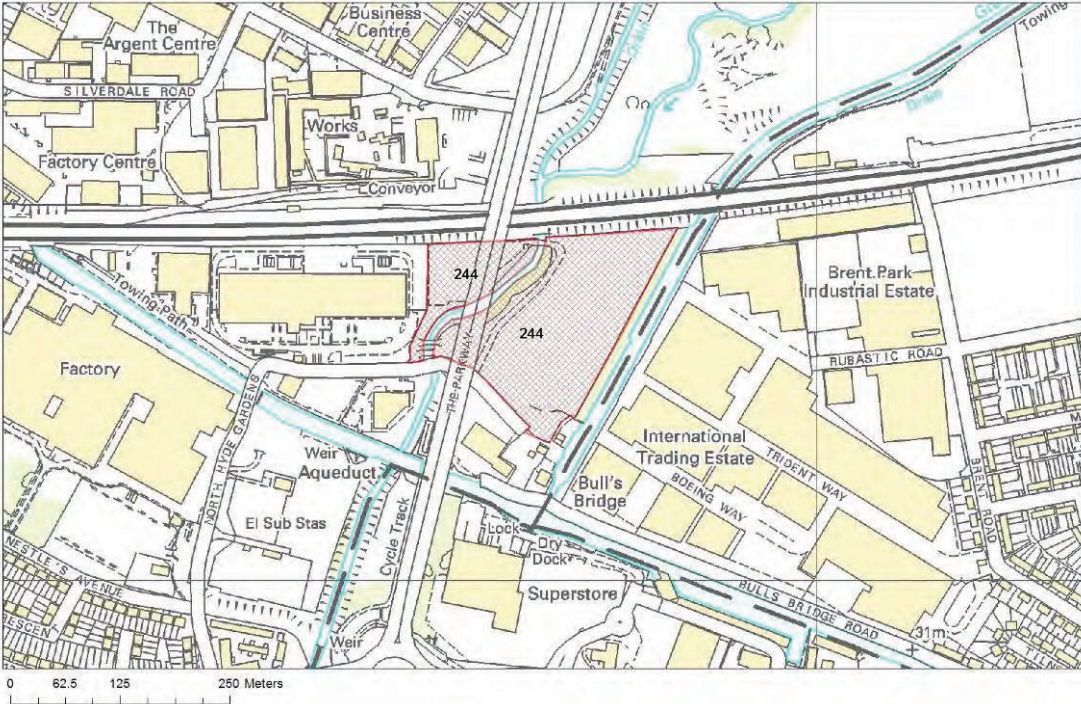 Business
Centre
The
Argent Centre
SILVERDALE ROAD
Works
Factory Centre
Conveyor
Drain
Towing
Drain
244
244
Towing Path
Brent Park
Industrial Estate
RUBASTIC ROAD
Factory
THE PARKWAY
NORTH HYDE GARDENS
International
Trading Estate
TRIDENT WAY
BOEING WAY
BRENT ROAD
Weir
Aqueduct
Bull's
Bridge
El Sub Stas
Cycle Track
Lock
Dry
Dock
NESTLE'S AVENUE
Superstore
BULLS BRIDGE ROAD
Weir
31m
0 62.5 125 250 Meters